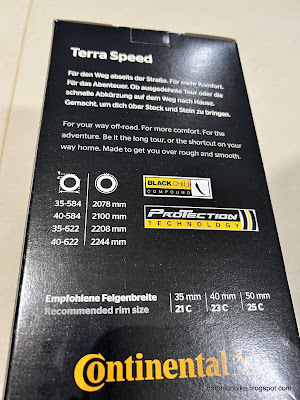 Terra Speed
Für den Weg abseits der Straße. Für mehr Komfort.
Für das Abenteuer. Ob ausgedehnte Tour oder die
schnelle Abkürzung auf dem Weg nach Hause.
Gemacht, um dich über Stock und Stein zu bringen.
For your way off-road. For more comfort. For the
adventure. Be it the long tour, or the shortcut on your
way home. Made to get you over rough and smooth.
BLACKCHILI
COMPOUND
35-584 2078 mm
40-584 2100 mm
35-622 2208 mm
40-622 2244 mm
PROTECTION
TECHNOLOGY
Empfohlene Felgenbreite 35 mm 40 mm 50 mm
Recommended rim size 21 C 23 C 25 C
Continental